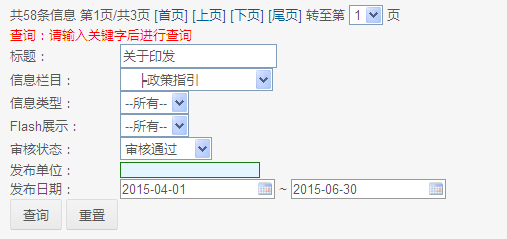 共58条信息 第1页/共3页 [首页] [上页] [下页] [尾页] 转至第 1 页
查询：请输入关键字后进行查询
标题： 关于印发
信息栏目： ├政策指引
信息类型： --所有--
Flash展示： --所有--
审核状态： 审核通过
发布单位：
发布日期： 2015-04-01 ~ 2015-06-30
查询 重置